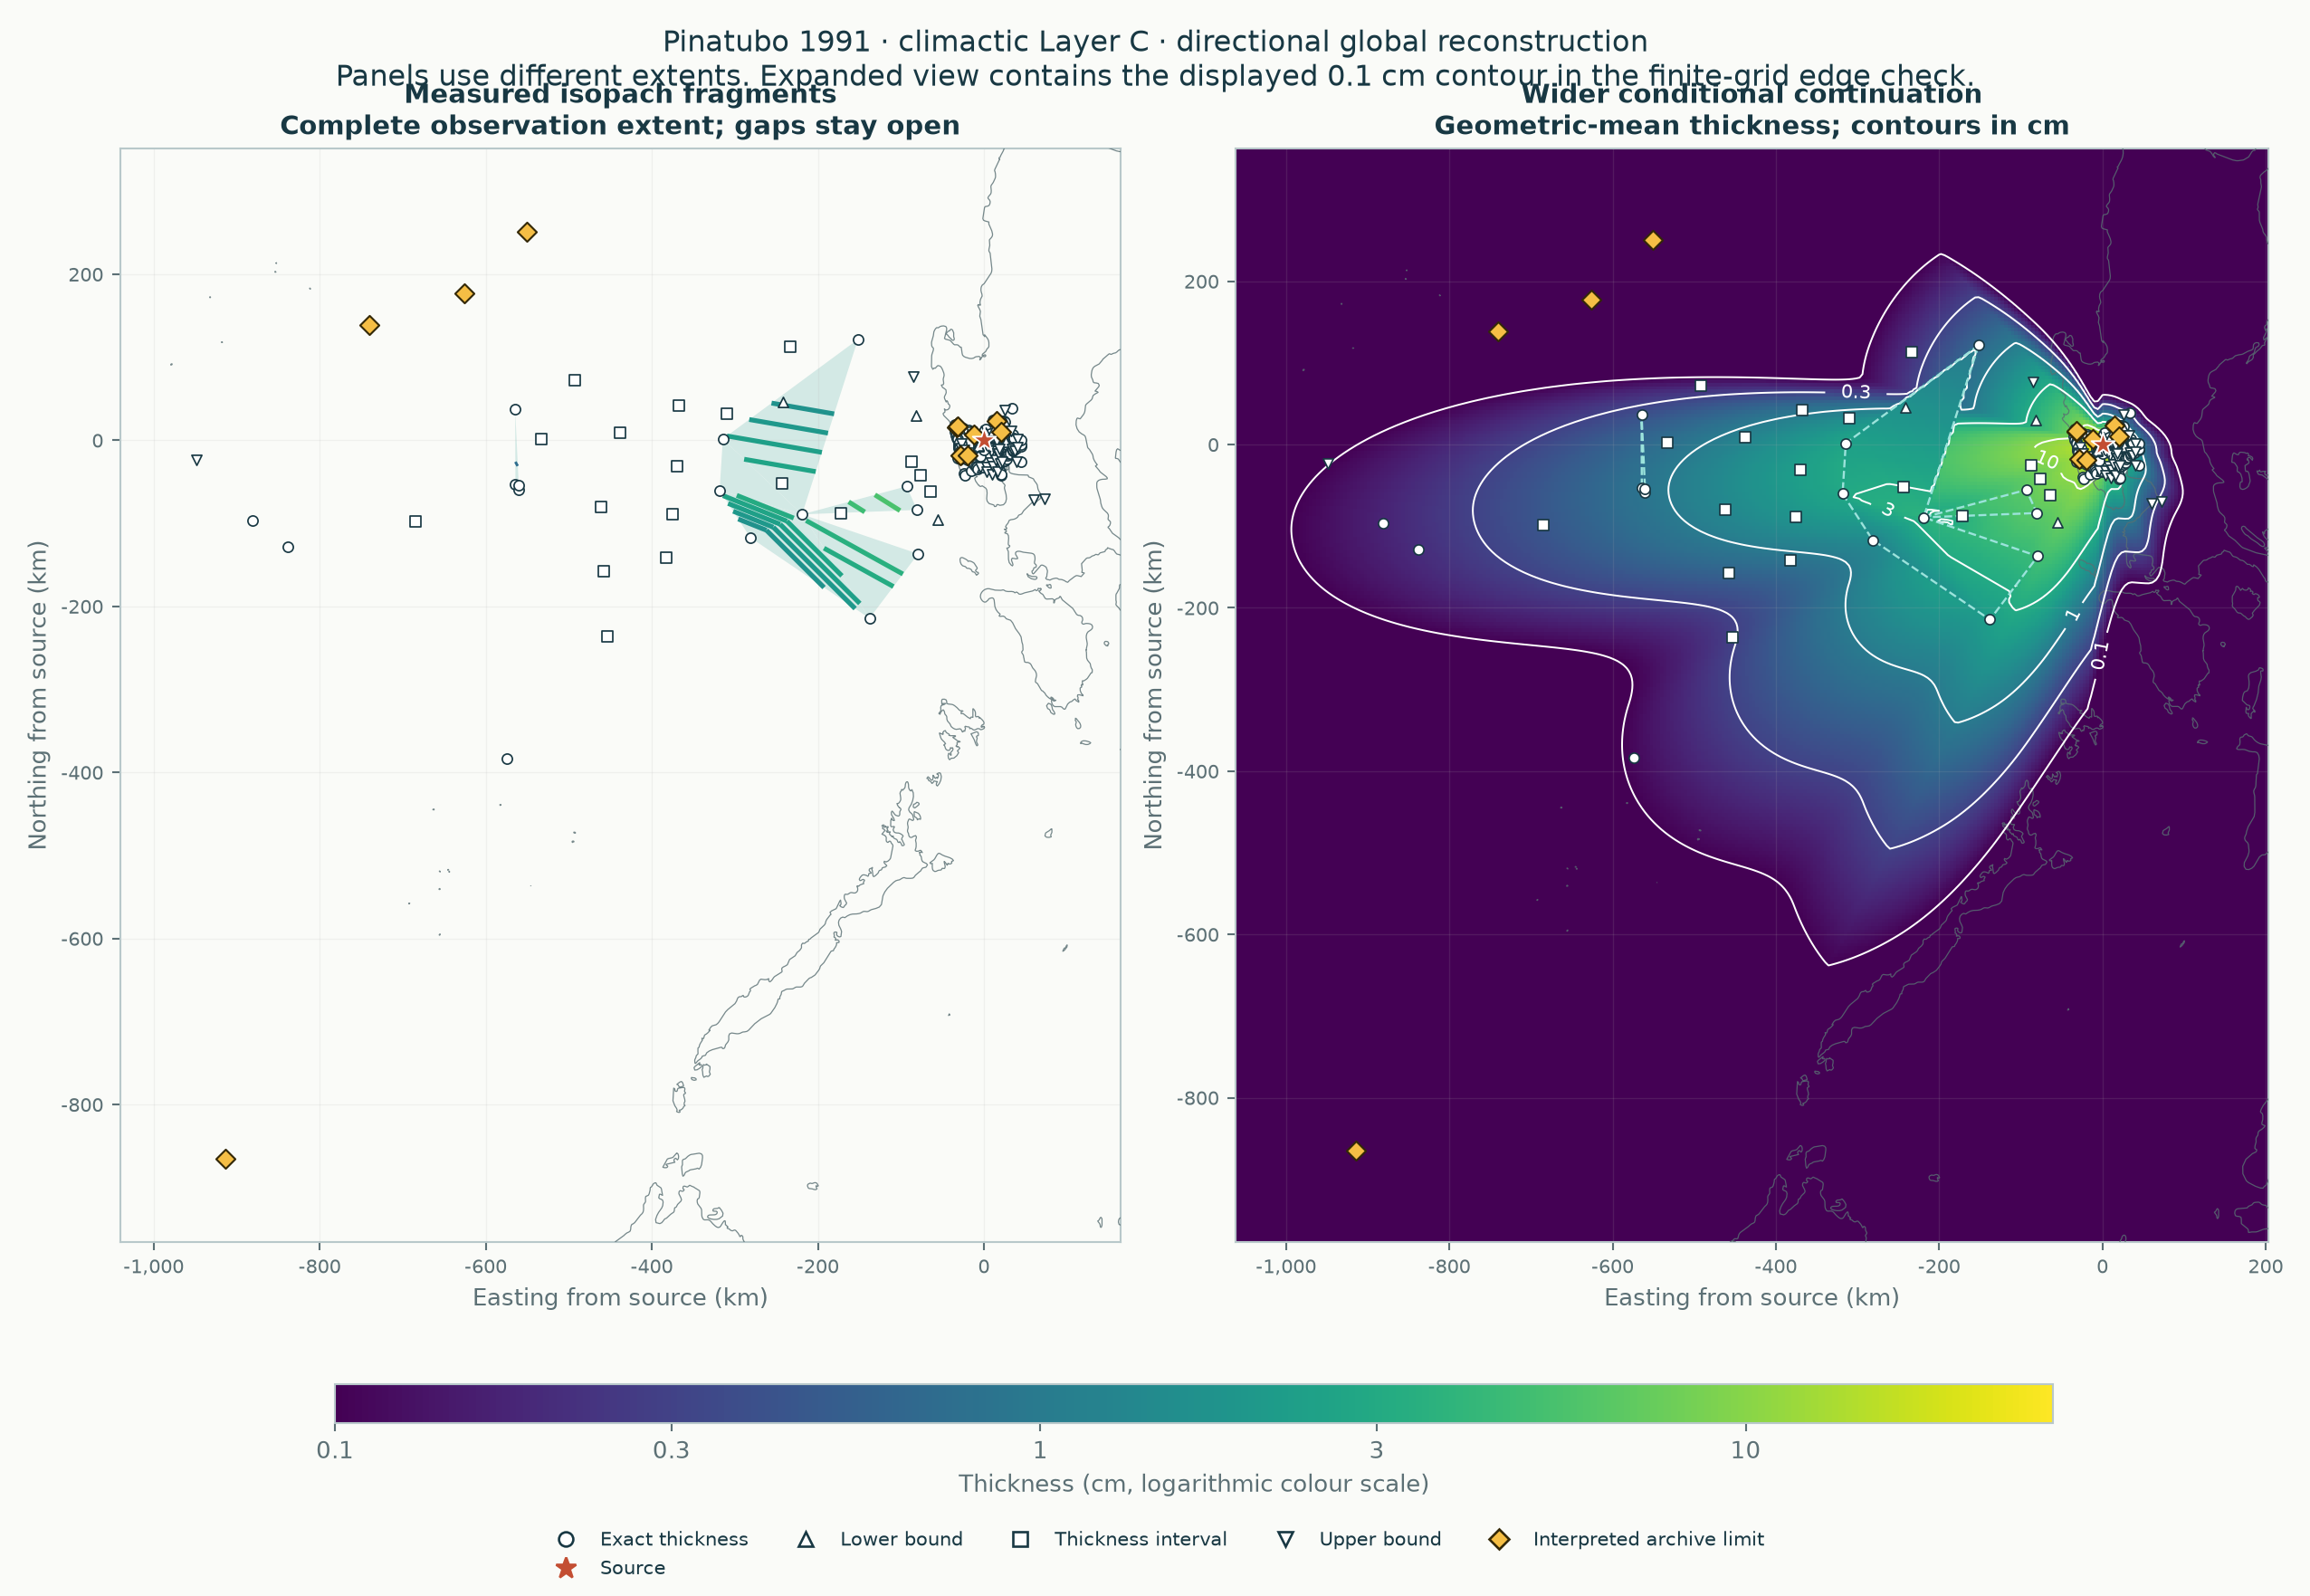 Pinatubo 1991 · climactic Layer C · directional global reconstruction
Panels use different extents. Expanded view contains the displayed 0.1 cm contour in the finite-grid edge check.
Measured isopach fragments
Complete observation extent; gaps stay open
Wider conditional continuation
Geometric-mean thickness; contours in cm
Northing from source (km)
200
0
-200
-400
-600
-800
-1,000
-800
-600
-400
-200
0
Easting from source (km)
Northing from source (km)
200
0
-200
-400
-600
-800
0.3
10
3
1
0.1
-1,000
-800
-600
-400
-200
0
200
Easting from source (km)
0.1
0.3
1
3
10
Thickness (cm, logarithmic colour scale)
Exact thickness
Lower bound
Thickness interval
Upper bound
Interpreted archive limit
Source